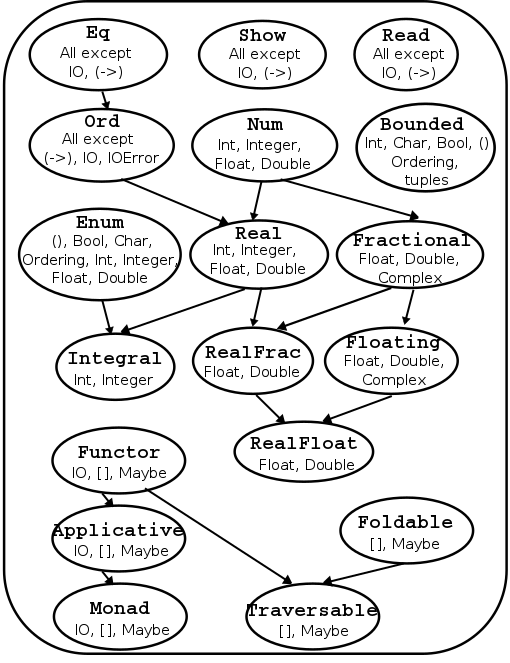 Eq
All except
IO, (->)
Show
All except
IO, (->)
Read
All except
IO, (->)
Ord
All except
(->), IO, IOError
Num
Int, Integer,
Float, Double
Bounded
Int, Char, Bool, ()
Ordering,
tuples
Enum
(), Bool, Char,
Ordering, Int, Integer,
Float, Double
Real
Int, Integer,
Float, Double
Fractional
Float, Double,
Complex
Integral
Int, Integer
RealFrac
Float, Double
Floating
Float, Double,
Complex
RealFloat
Float, Double
Functor
IO, [], Maybe
Applicative
IO, [], Maybe
Foldable
[], Maybe
Monad
IO, [], Maybe
Traversable
[], Maybe